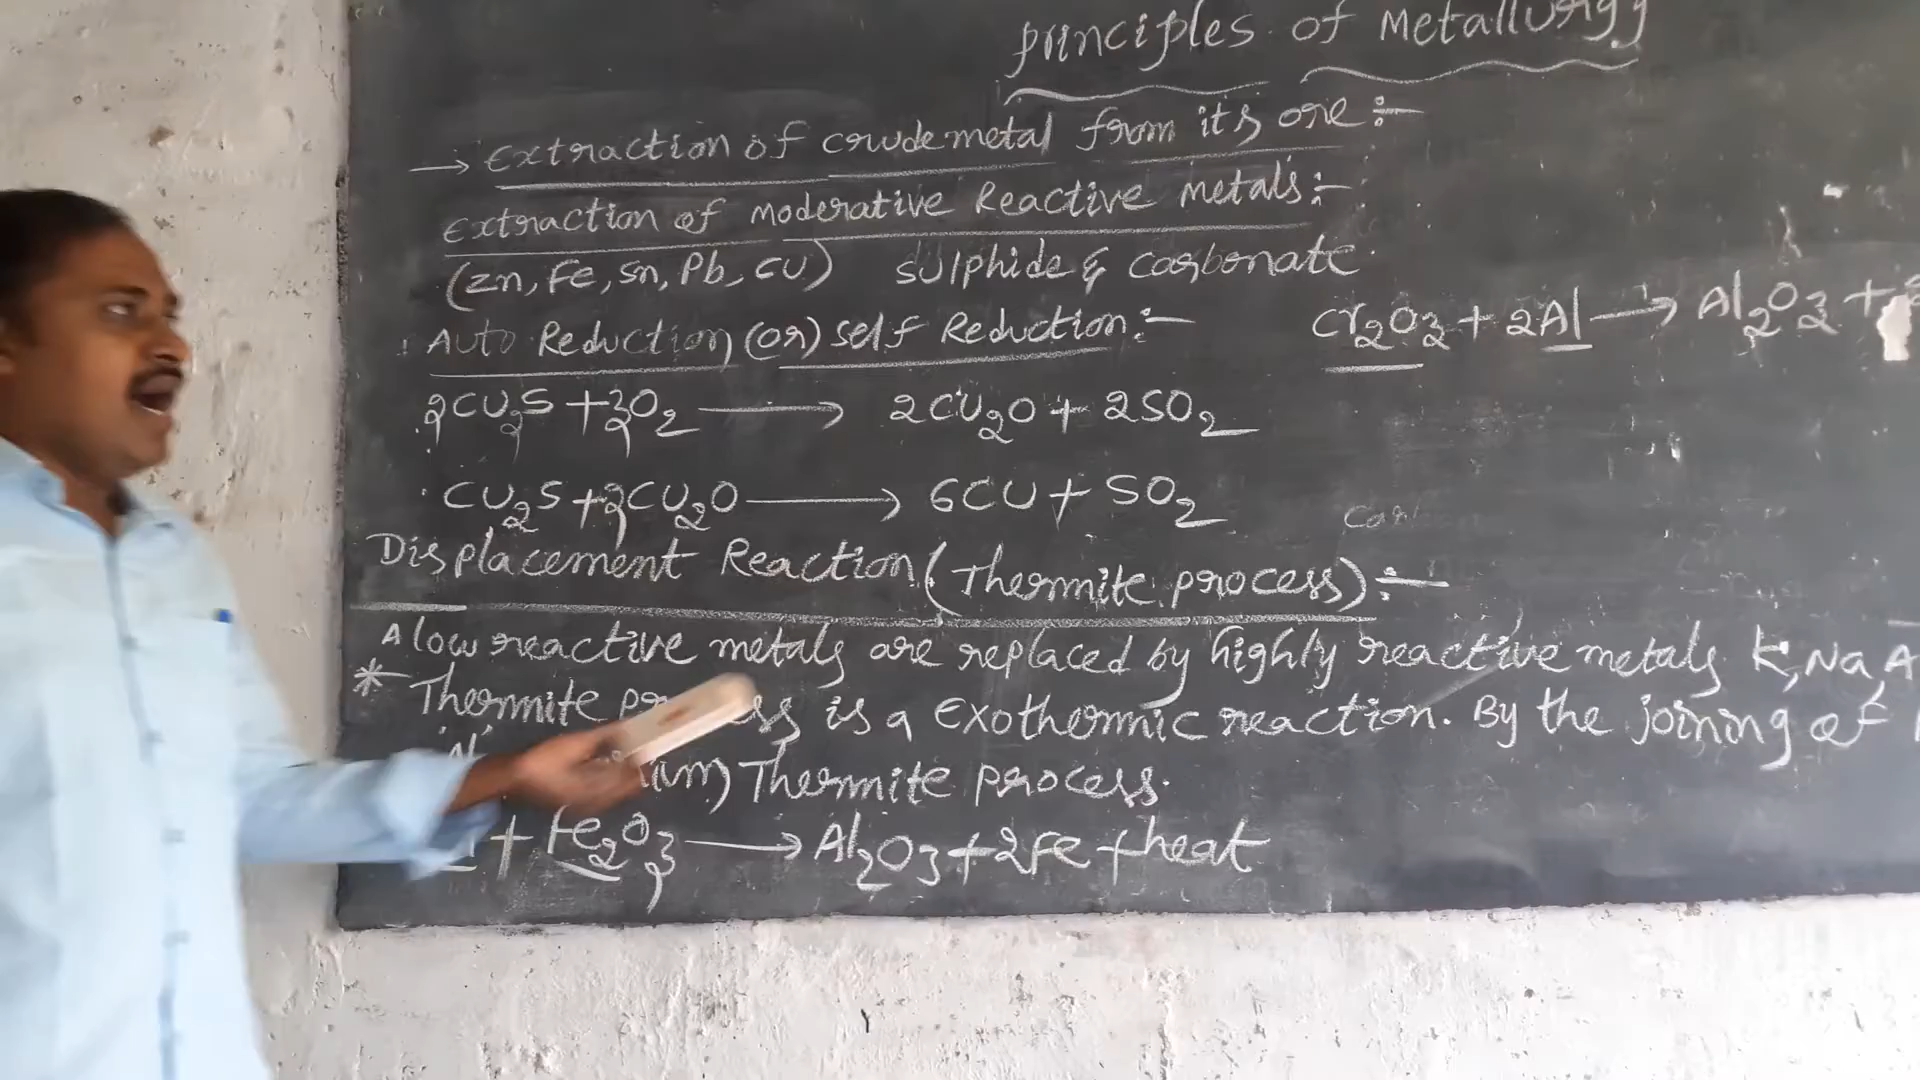 principles of Metallurgy
→ Extraction of crude metal from its ore :-
Extraction of Moderative Reactive metals :-
(Zn, Fe, Sn, Pb, Cu) sulphide & carbonate.
Auto Reduction (or) self Reduction :-
2Cu₂S + 3O₂ → 2Cu₂O + 2SO₂
Cu₂S + 2Cu₂O → 6Cu + SO₂
Cr₂O₃ + 2Al → Al₂O₃ +
Displacement Reaction (Thermite process) :-
A low reactive metals are replaced by highly reactive metals K, Na, A
* Thermite is a Exothermic reaction. By the joining of
Thermite process.
+ Fe₂O₃ → Al₂O₃ + 2Fe + heat